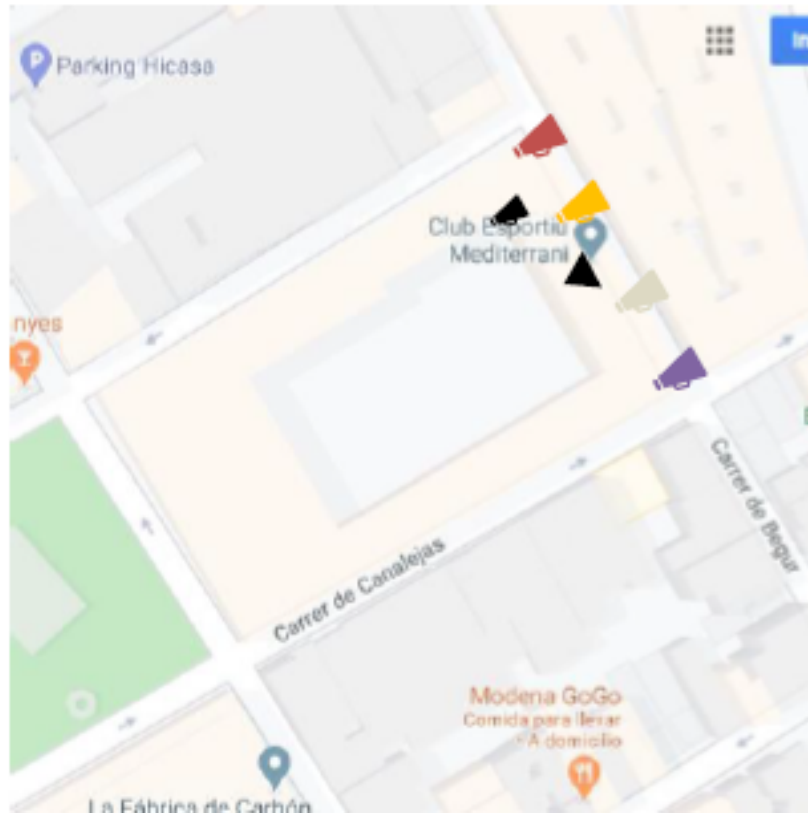 P
Parking Hicasa
In
Club Esportiu
Mediterrani
nyes
Carrer de Begur
Carrer de Canalejas
Modena GoGo
Comida para llevar
- A domicilio
La Fábrica de Carbón